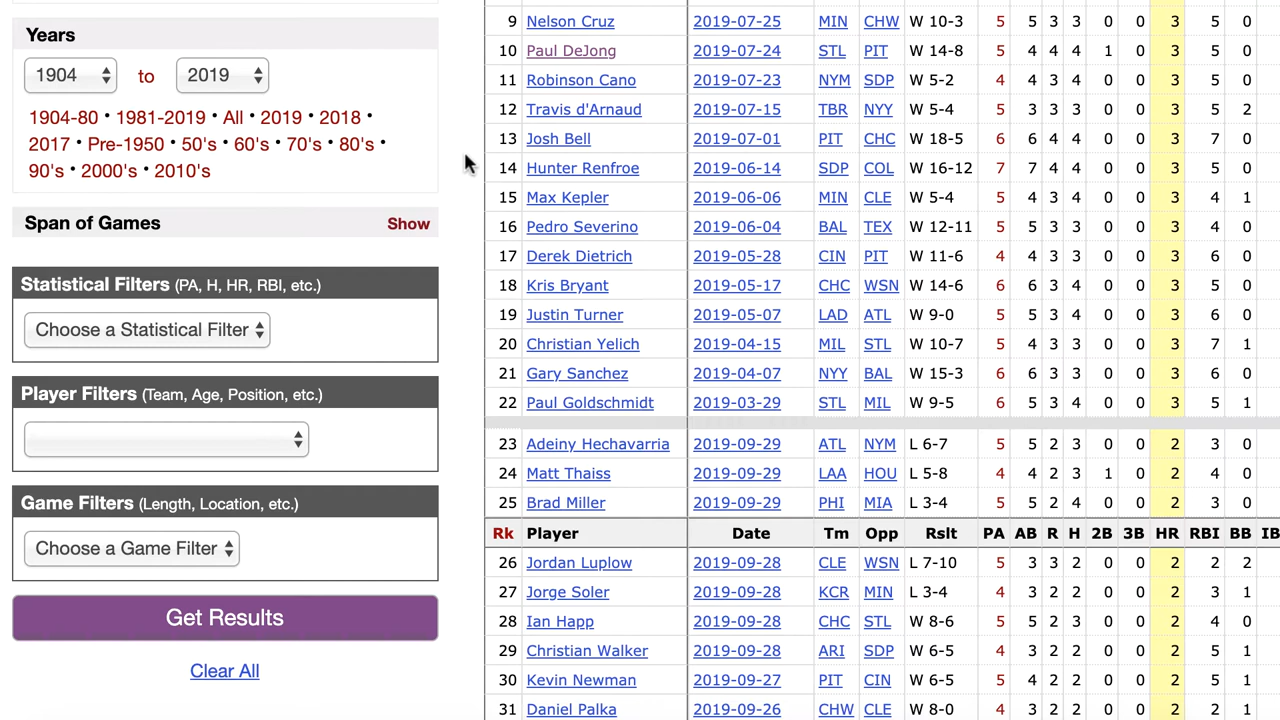 Years
1904 to 2019
1904-80 • 1981-2019 • All • 2019 • 2018 •
2017 • Pre-1950 • 50's • 60's • 70's • 80's •
90's • 2000's • 2010's
Span of Games Show
Statistical Filters (PA, H, HR, RBI, etc.)
Choose a Statistical Filter
Player Filters (Team, Age, Position, etc.)
Game Filters (Length, Location, etc.)
Choose a Game Filter
Get Results
Clear All
9 Nelson Cruz 2019-07-25 MIN CHW W 10-3 5 5 3 3 0 0 3 5 0
10 Paul DeJong 2019-07-24 STL PIT W 14-8 5 4 4 4 1 0 3 5 0
11 Robinson Cano 2019-07-23 NYM SDP W 5-2 4 4 3 4 0 0 3 5 0
12 Travis d'Arnaud 2019-07-15 TBR NYY W 5-4 5 3 3 3 0 0 3 5 2
13 Josh Bell 2019-07-01 PIT CHC W 18-5 6 6 4 4 0 0 3 7 0
14 Hunter Renfroe 2019-06-14 SDP COL W 16-12 7 7 4 4 0 0 3 5 0
15 Max Kepler 2019-06-06 MIN CLE W 5-4 5 4 3 3 0 0 3 4 1
16 Pedro Severino 2019-06-04 BAL TEX W 12-11 5 5 3 3 0 0 3 4 0
17 Derek Dietrich 2019-05-28 CIN PIT W 11-6 4 4 3 3 0 0 3 6 0
18 Kris Bryant 2019-05-17 CHC WSN W 14-6 6 6 3 4 0 0 3 5 0
19 Justin Turner 2019-05-07 LAD ATL W 9-0 5 5 3 4 0 0 3 6 0
20 Christian Yelich 2019-04-15 MIL STL W 10-7 5 4 3 3 0 0 3 7 1
21 Gary Sanchez 2019-04-07 NYY BAL W 15-3 6 6 3 3 0 0 3 6 0
22 Paul Goldschmidt 2019-03-29 STL MIL W 9-5 6 5 3 4 0 0 3 5 1
23 Adeiny Hechavarria 2019-09-29 ATL NYM L 6-7 5 5 2 3 0 0 2 3 0
24 Matt Thaiss 2019-09-29 LAA HOU L 5-8 4 4 2 3 1 0 2 4 0
25 Brad Miller 2019-09-29 PHI MIA L 3-4 5 5 2 4 0 0 2 3 0
Rk Player Date Tm Opp Rslt PA AB R H 2B 3B HR RBI BB IB
26 Jordan Luplow 2019-09-28 CLE WSN L 7-10 5 3 3 2 0 0 2 2 2
27 Jorge Soler 2019-09-28 KCR MIN L 3-4 4 3 2 2 0 0 2 3 1
28 Ian Happ 2019-09-28 CHC STL W 8-6 5 5 2 3 0 0 2 4 0
29 Christian Walker 2019-09-28 ARI SDP W 6-5 4 3 2 2 0 0 2 5 1
30 Kevin Newman 2019-09-27 PIT CIN W 6-5 5 4 2 2 0 0 2 5 1
31 Daniel Palka 2019-09-26 CHW CLE W 8-0 4 3 2 2 0 0 2 2 1